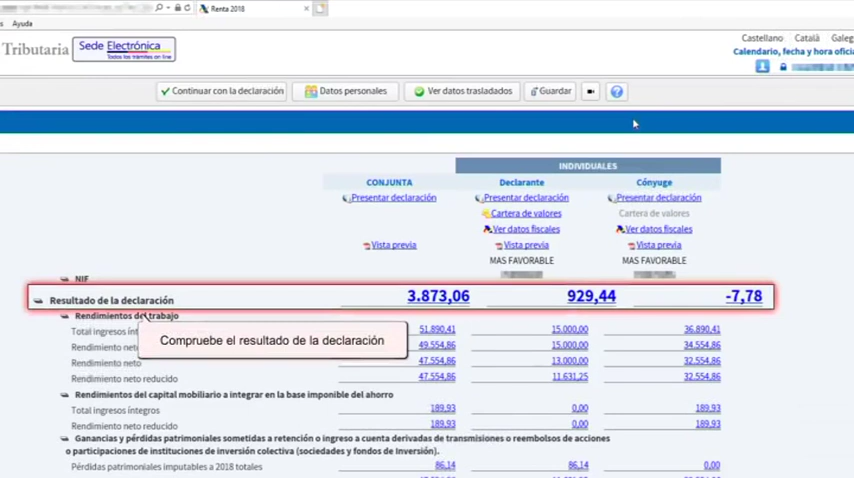 Renta 2018
Ayuda
Tributaria
Sede Electrónica
Todos los trámites on line
Castellano Català Galeg
Calendario, fecha y hora oficia
Continuar con la declaración
Datos personales
Ver datos trasladados
Guardar
INDIVIDUALES
CONJUNTA Declarante Cónyuge
Presentar declaración Presentar declaración Presentar declaración
Cartera de valores Cartera de valores
Ver datos fiscales Ver datos fiscales
Vista previa Vista previa Vista previa
MAS FAVORABLE MAS FAVORABLE
NIF
Resultado de la declaración 3.873,06 929,44 -7,78
Rendimientos del trabajo
Total ingresos ínt 51.890,41 15.000,00 36.890,41
Rendimiento net 49.554,86 15.000,00 34.554,86
Compruebe el resultado de la declaración
Rendimiento neto 47.554,86 13.000,00 32.554,86
Rendimiento neto reducido 47.554,86 11.631,25 32.554,86
Rendimientos del capital mobiliario a integrar en la base imponible del ahorro
Total ingresos íntegros 189,93 0,00 189,93
Rendimiento neto reducido 189,93 0,00 189,93
Ganancias y pérdidas patrimoniales sometidas a retención o ingreso a cuenta derivadas de transmisiones o reembolsos de acciones
o participaciones de instituciones de inversión colectiva (sociedades y fondos de Inversión).
Pérdidas patrimoniales imputables a 2018 totales 86,14 86,14 0,00